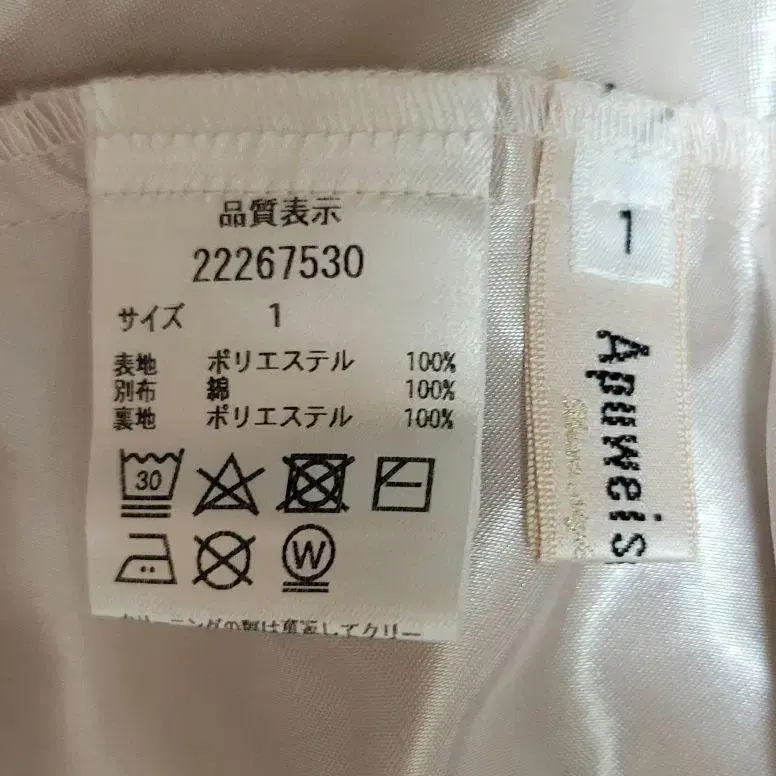 品質表示
22267530
サイズ 1
表地 ポリエステル 100%
別布 綿 100%
裏地 ポリエステル 100%
30
W
1
Apuweis